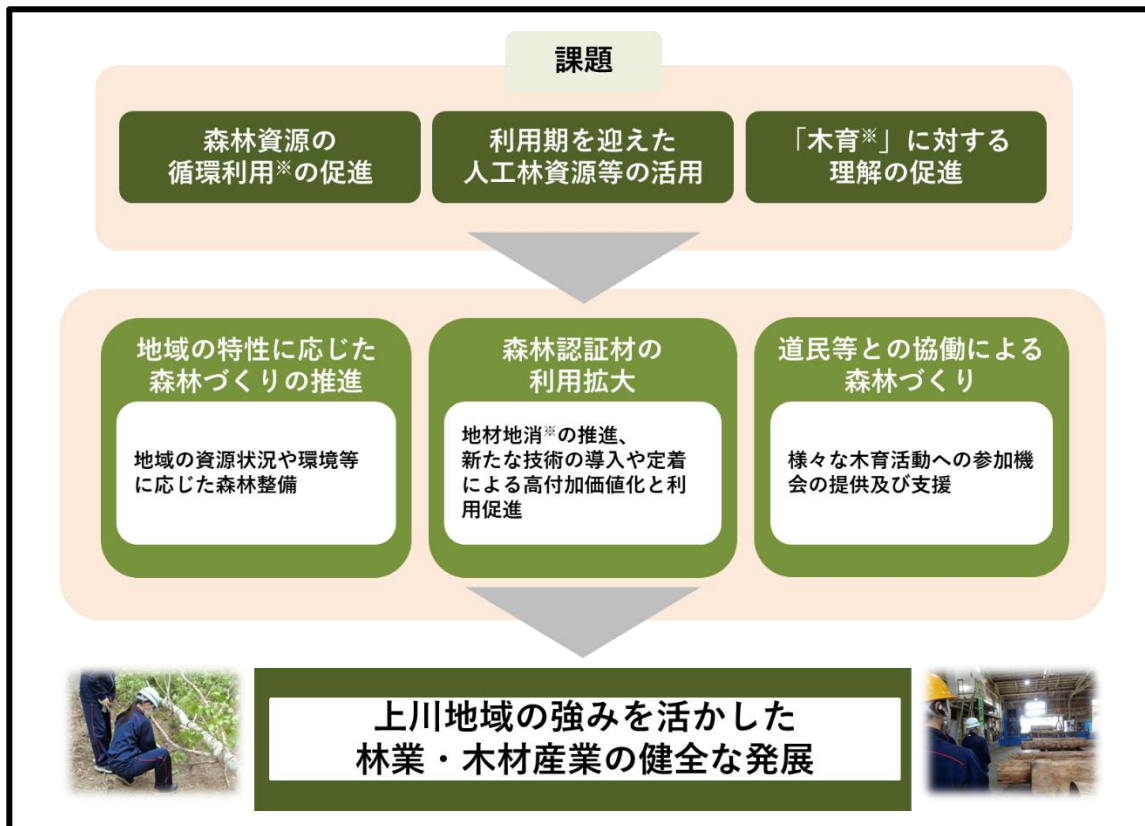 課題
森林資源の
循環利用※の促進
利用期を迎えた
人工林資源等の活用
「木育※」に対する
理解の促進
地域の特性に応じた
森林づくりの推進
地域の資源状況や環境等
に応じた森林整備
森林認証材の
利用拡大
地材地消※の推進、
新たな技術の導入や定着
による高付加価値化と利
用促進
道民等との協働による
森林づくり
様々な木育活動への参加機
会の提供及び支援
上川地域の強みを活かした
林業・木材産業の健全な発展